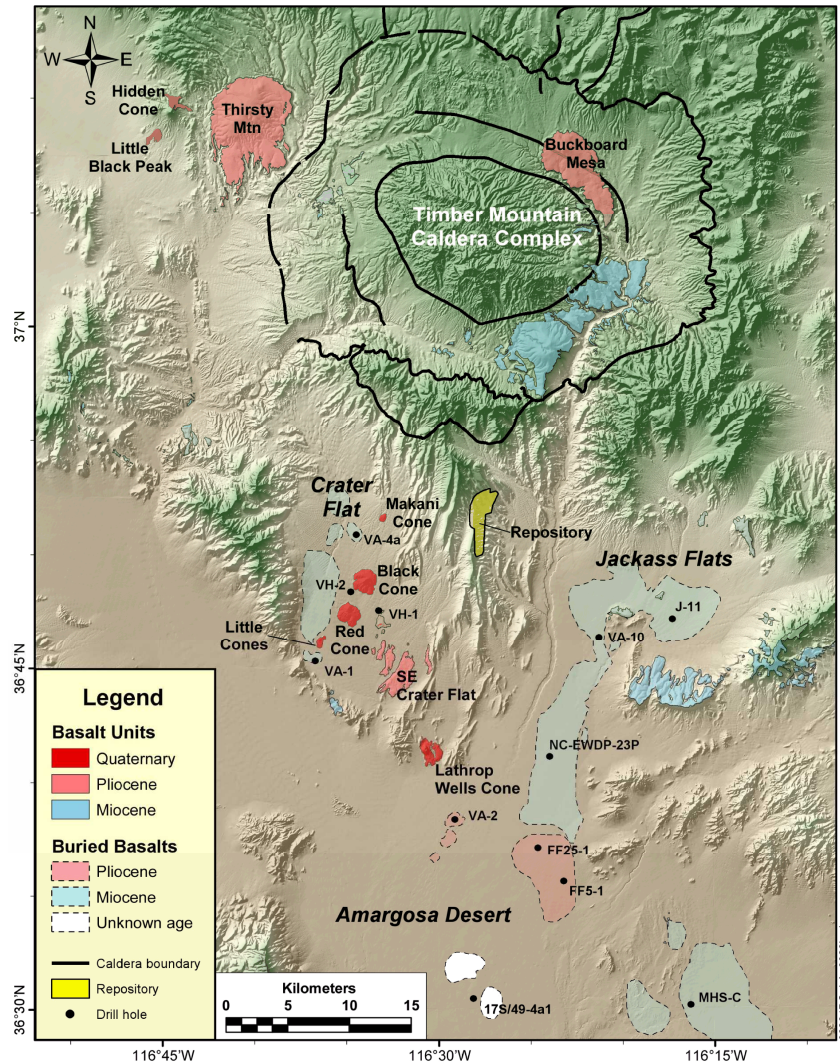 N
W E
S
Hidden
Cone
Thirsty
Mtn
Little
Black Peak
Buckboard
Mesa
Timber Mountain
Caldera Complex
37°N
Crater
Flat
Makani
Cone
VA-4a
Repository
Jackass Flats
Black
Cone
VH-2
VH-1
J-11
Little
Cones
Red
Cone
VA-10
36°45'N
VA-1
SE
Crater Flat
NC-EWDP-23P
Lathrop
Wells Cone
VA-2
FF25-1
FF5-1
Amargosa Desert
17S/49-4a1
MHS-C
36°30'N
Legend
Basalt Units
Quaternary
Pliocene
Miocene
Buried Basalts
Pliocene
Miocene
Unknown age
Caldera boundary
Repository
Drill hole
Kilometers
0 5 10 15
116°45'W 116°30'W 116°15'W